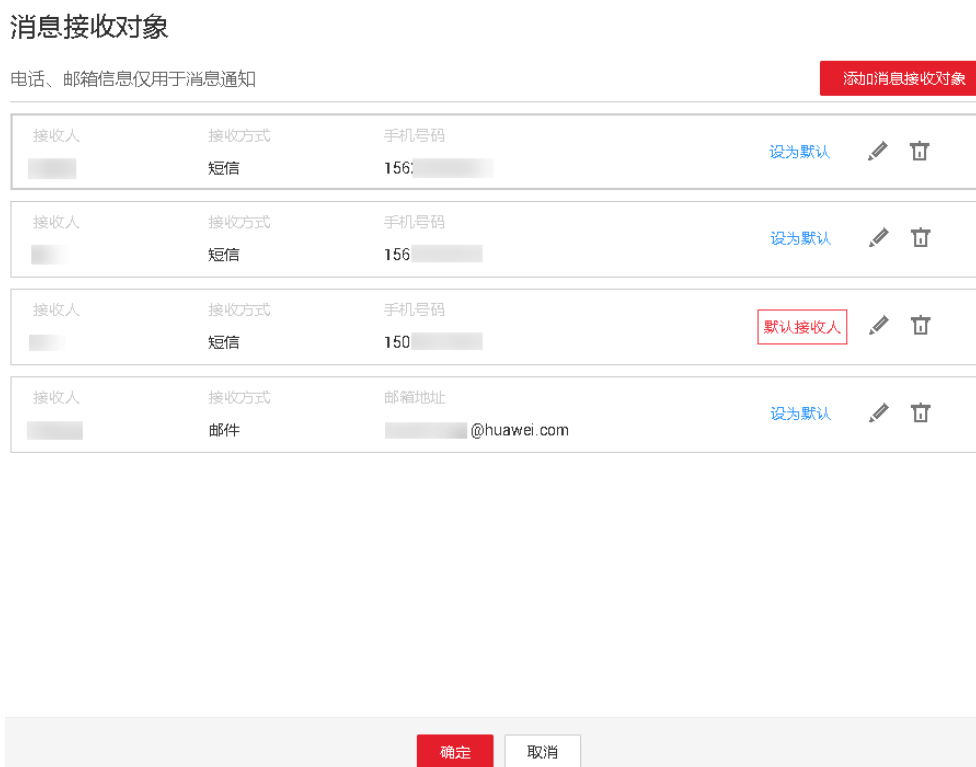 消息接收对象
电话、邮箱信息仅用于消息通知
添加消息接收对象
接收人 接收方式 手机号码
短信 156 设为默认
接收人 接收方式 手机号码
短信 156 设为默认
接收人 接收方式 手机号码
短信 150 默认接收人
接收人 接收方式 邮箱地址
邮件 @huawei.com 设为默认
确定 取消